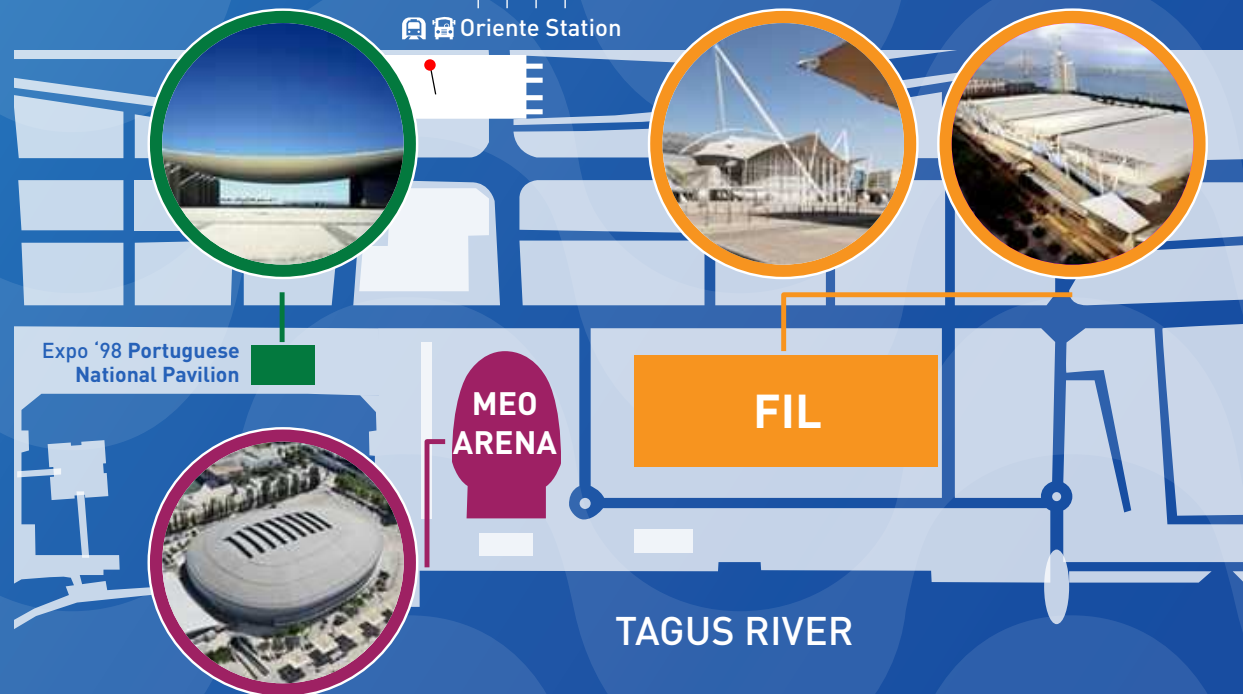 Oriente Station
Expo ‘98 Portuguese
National Pavilion
MEO
ARENA
FIL
TAGUS RIVER